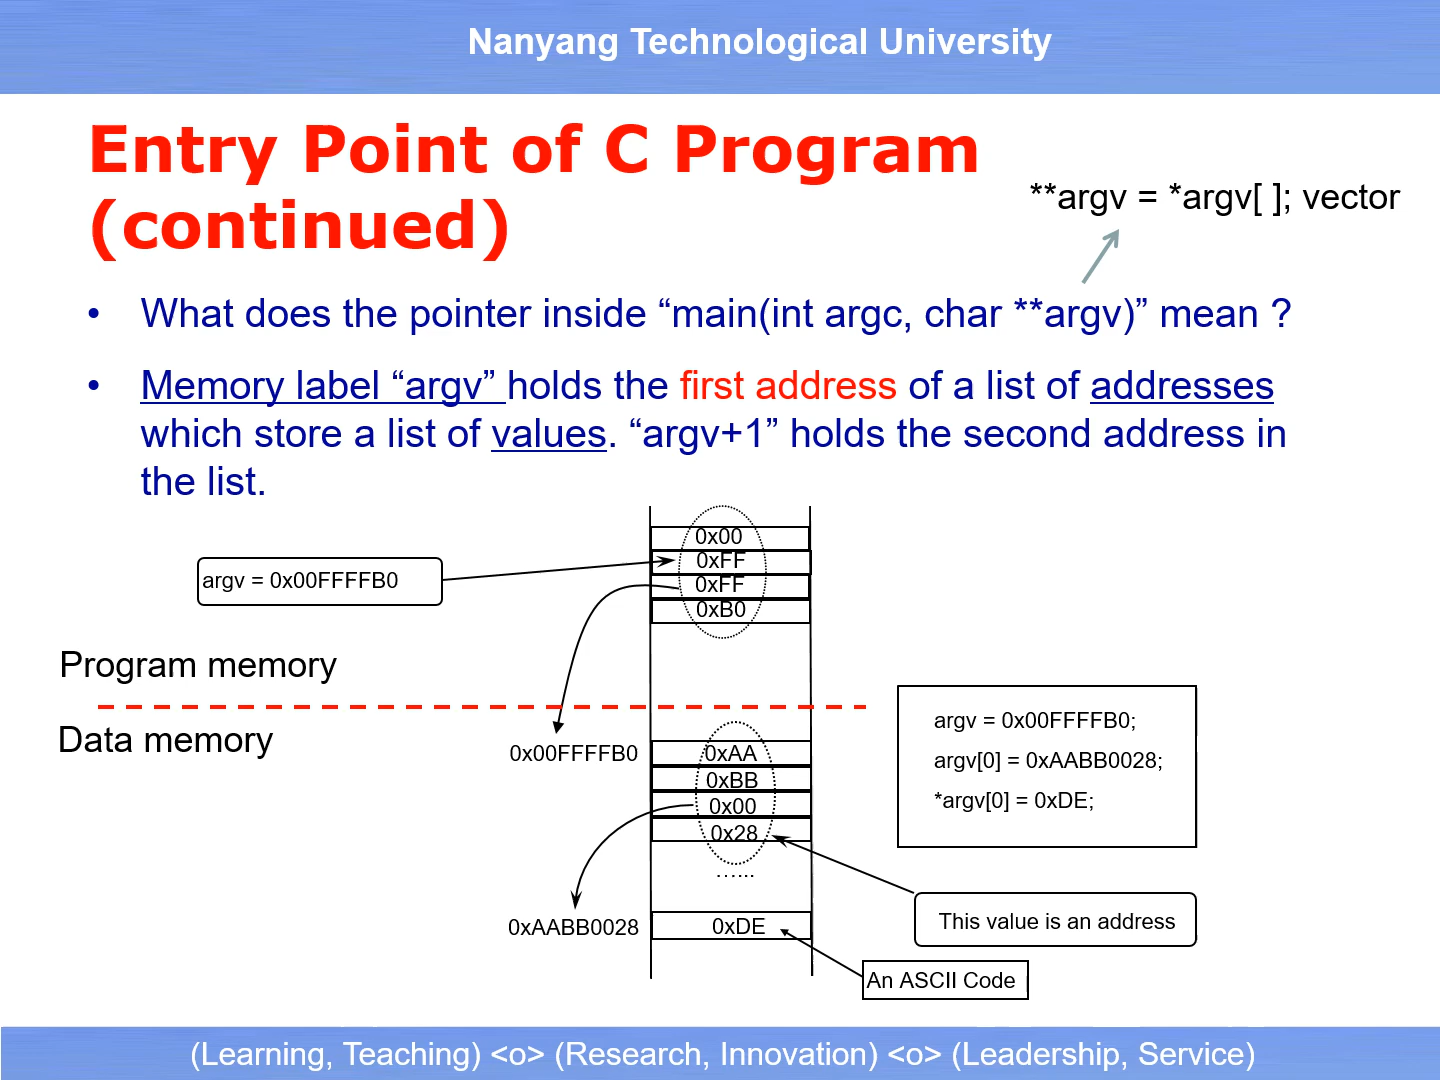 Nanyang Technological University
Entry Point of C Program
(continued)
**argv = *argv[ ]; vector
• What does the pointer inside “main(int argc, char **argv)” mean ?
• Memory label “argv” holds the first address of a list of addresses
which store a list of values. “argv+1” holds the second address in
the list.
0x00
0xFF
argv = 0x00FFFFB0
0xFF
0xB0
Program memory
Data memory
0x00FFFFB0
0xAA
0xBB
0x00
0x28
…...
argv = 0x00FFFFB0;
argv[0] = 0xAABB0028;
*argv[0] = 0xDE;
This value is an address
0xAABB0028
0xDE
An ASCII Code
(Learning, Teaching) <o> (Research, Innovation) <o> (Leadership, Service)